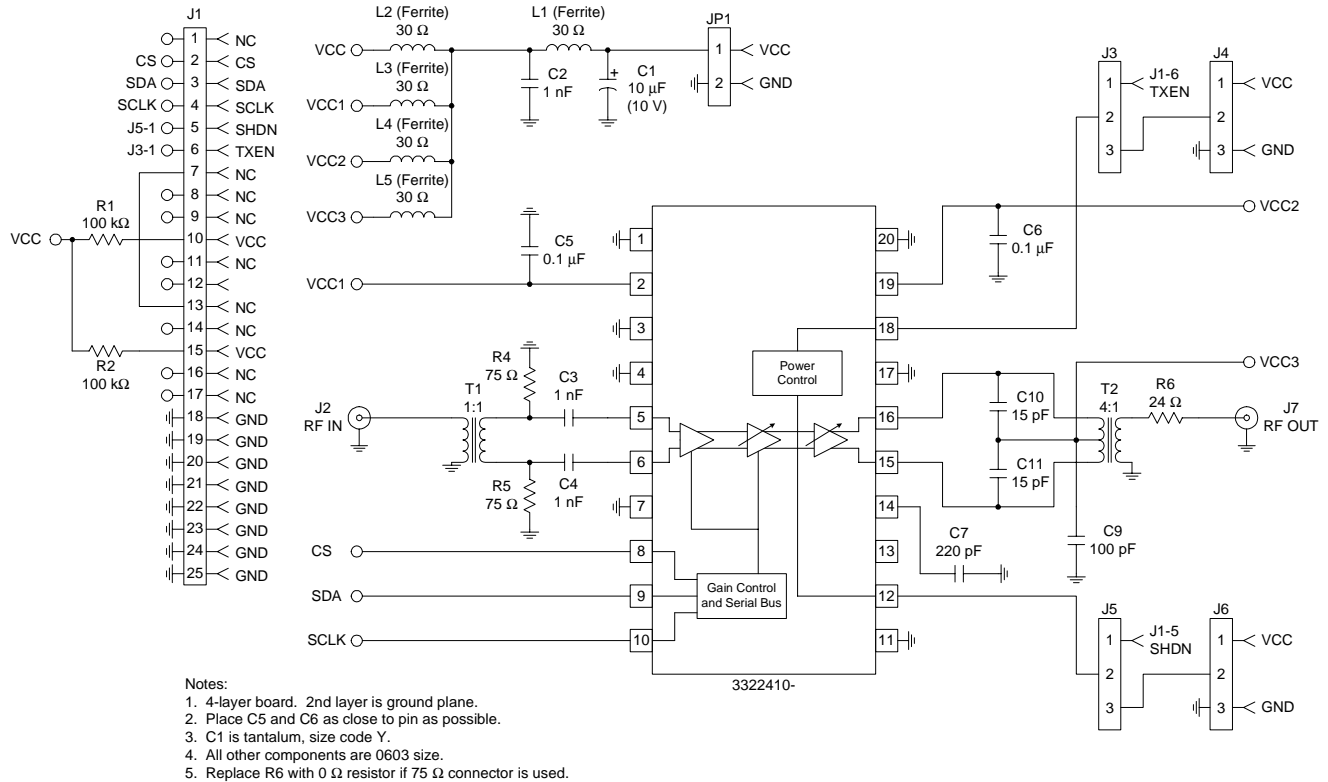 J1
1 NC
CS 2 CS
SDA 3 SDA
SCLK 4 SCLK
J5-1 5 SHDN
J3-1 6 TXEN
7 NC
8 NC
9 NC
10 VCC
11 NC
12
13 NC
14 NC
15 VCC
16 NC
17 NC
18 GND
19 GND
20 GND
21 GND
22 GND
23 GND
24 GND
25 GND
VCC
R1
100 kΩ
R2
100 kΩ
L2 (Ferrite)
30 Ω
VCC
L3 (Ferrite)
30 Ω
VCC1
L4 (Ferrite)
30 Ω
VCC2
L5 (Ferrite)
30 Ω
VCC3
L1 (Ferrite)
30 Ω
C2
1 nF
+
C1
10 µF
(10 V)
JP1
1 VCC
2 GND
J3
1
2
3
J1-6
TXEN
J4
1 VCC
2
3 GND
C5
0.1 µF
VCC1
J2
RF IN
T1
1:1
R4
75 Ω
C3
1 nF
R5
75 Ω
C4
1 nF
CS
SDA
SCLK
1
2
3
4
5
6
7
8
9
10
Power
Control
Gain Control
and Serial Bus
20
19
18
17
16
15
14
13
12
11
3322410-
C6
0.1 µF
VCC2
VCC3
C10
15 pF
C11
15 pF
T2
4:1
R6
24 Ω
J7
RF OUT
C7
220 pF
C9
100 pF
J5
1
2
3
J1-5
SHDN
J6
1 VCC
2
3 GND
Notes:
1. 4-layer board. 2nd layer is ground plane.
2. Place C5 and C6 as close to pin as possible.
3. C1 is tantalum, size code Y.
4. All other components are 0603 size.
5. Replace R6 with 0 Ω resistor if 75 Ω connector is used.